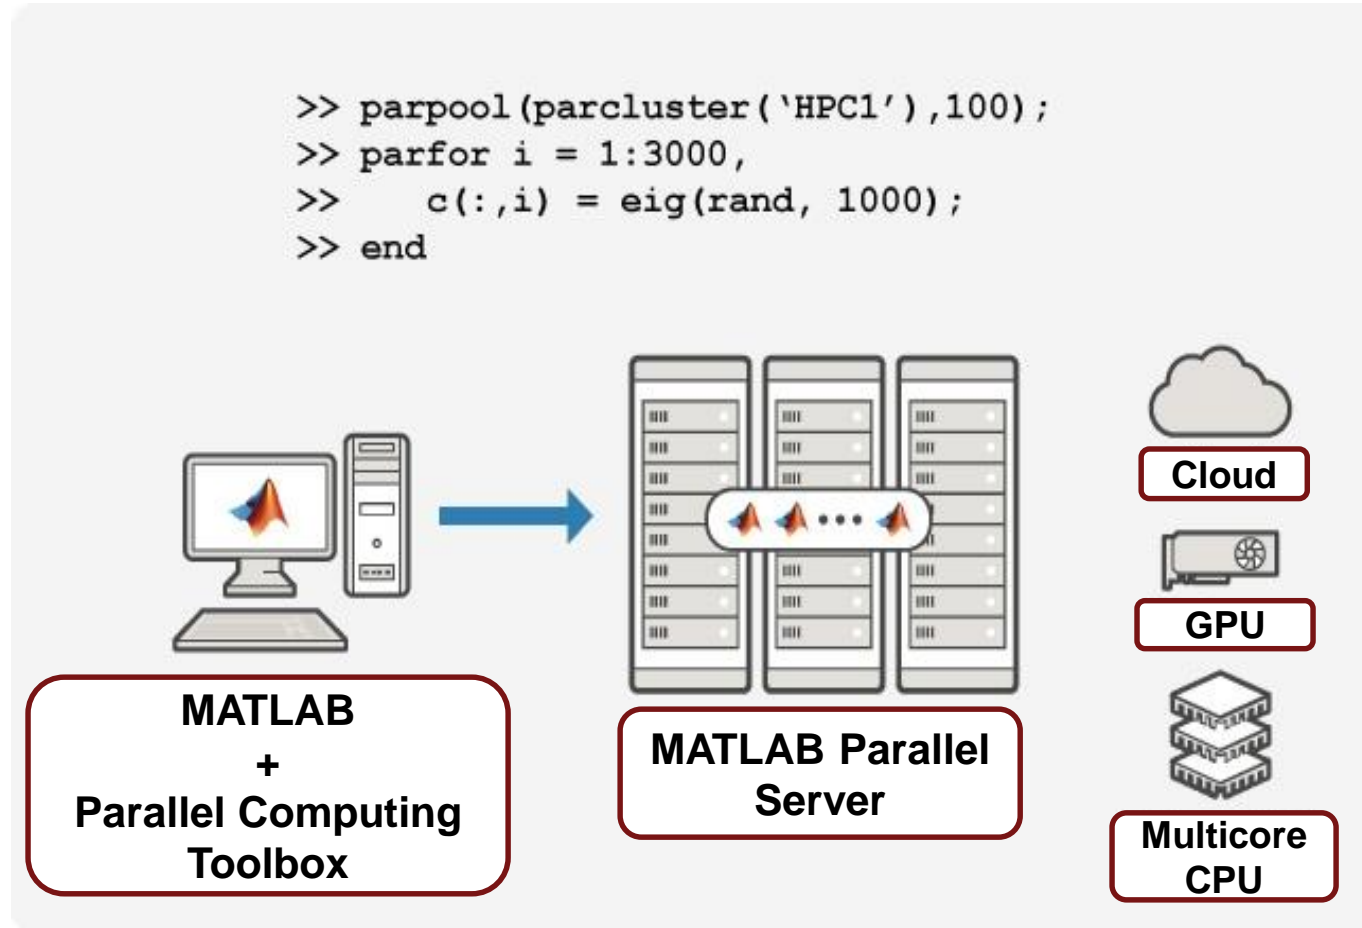 >> parpool(parcluster(‘HPC1’),100);
>> parfor i = 1:3000,
>>    c(:,i) = eig(rand, 1000);
>> end
Cloud
GPU
MATLAB
+
Parallel Computing
Toolbox
MATLAB Parallel
Server
Multicore
CPU